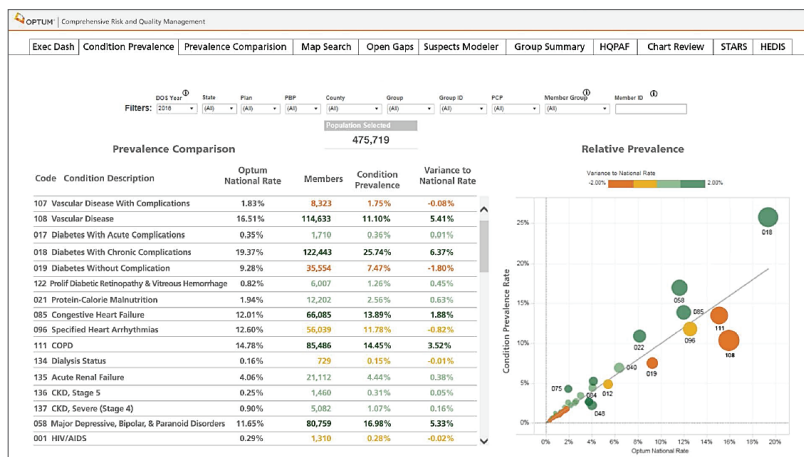 OPTUM | Comprehensive Risk and Quality Management
Exec Dash Condition Prevalence Prevalence Comparision Map Search Open Gaps Suspects Modeler Group Summary HQPAF Chart Review STARS HEDIS
DOS Year State Plan PBP County Group Group ID PCP Member Group Member ID
Filters: 2016 (All) (All) (All) (All) (All) (All) (All) (All)
Population Selected
475,719
Prevalence Comparison
Code Condition Description Optum National Rate Members Condition Prevalence Variance to National Rate
107 Vascular Disease With Complications 1.83% 8,323 1.75% -0.08%
108 Vascular Disease 16.51% 114,633 11.10% 5.41%
017 Diabetes With Acute Complications 0.35% 1,710 0.36% 0.01%
018 Diabetes With Chronic Complications 19.37% 122,443 25.74% 6.37%
019 Diabetes Without Complication 9.28% 35,554 7.47% -1.80%
122 Prolif Diabetic Retinopathy & Vitreous Hemorrhage 0.82% 6,007 1.26% 0.45%
021 Protein-Calorie Malnutrition 1.94% 12,202 2.56% 0.63%
085 Congestive Heart Failure 12.01% 66,085 13.89% 1.88%
096 Specified Heart Arrhythmias 12.60% 56,039 11.78% -0.82%
111 COPD 14.78% 85,486 14.45% 3.52%
134 Dialysis Status 0.16% 729 0.15% -0.01%
135 Acute Renal Failure 4.06% 21,112 4.44% 0.38%
136 CKD, Stage 5 0.25% 1,460 0.31% 0.05%
137 CKD, Severe (Stage 4) 0.90% 5,082 1.07% 0.16%
058 Major Depressive, Bipolar, & Paranoid Disorders 11.65% 80,759 16.98% 5.33%
001 HIV/AIDS 0.29% 1,310 0.28% -0.02%
Relative Prevalence
Variance to National Rate
-2.00% 2.00%
Condition Prevalence Rate
25%
20%
15%
10%
5%
0%
018
058
085
111
096
108
022
019
040
075
084
012
048
0% 2% 4% 6% 8% 10% 12% 14% 16% 18% 20%
Optum National Rate